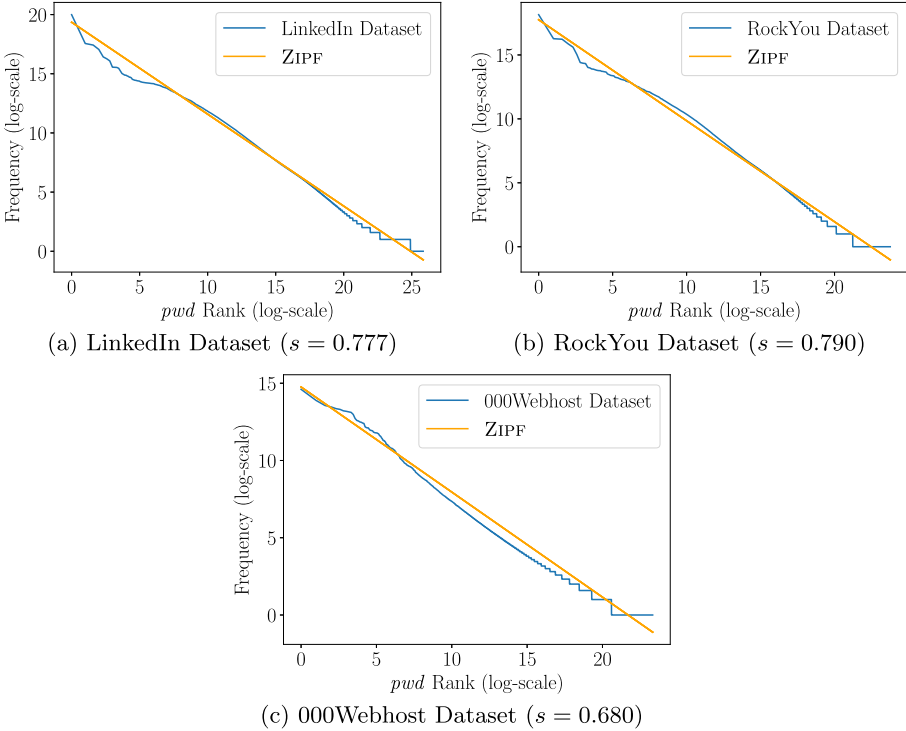 LinkedIn Dataset
ZIPF
20
15
10
5
0
Frequency (log-scale)
0 5 10 15 20 25
pwd Rank (log-scale)
(a) LinkedIn Dataset (s = 0.777)
RockYou Dataset
ZIPF
15
10
5
0
Frequency (log-scale)
0 5 10 15 20
pwd Rank (log-scale)
(b) RockYou Dataset (s = 0.790)
000Webhost Dataset
ZIPF
15
10
5
0
Frequency (log-scale)
0 5 10 15 20
pwd Rank (log-scale)
(c) 000Webhost Dataset (s = 0.680)